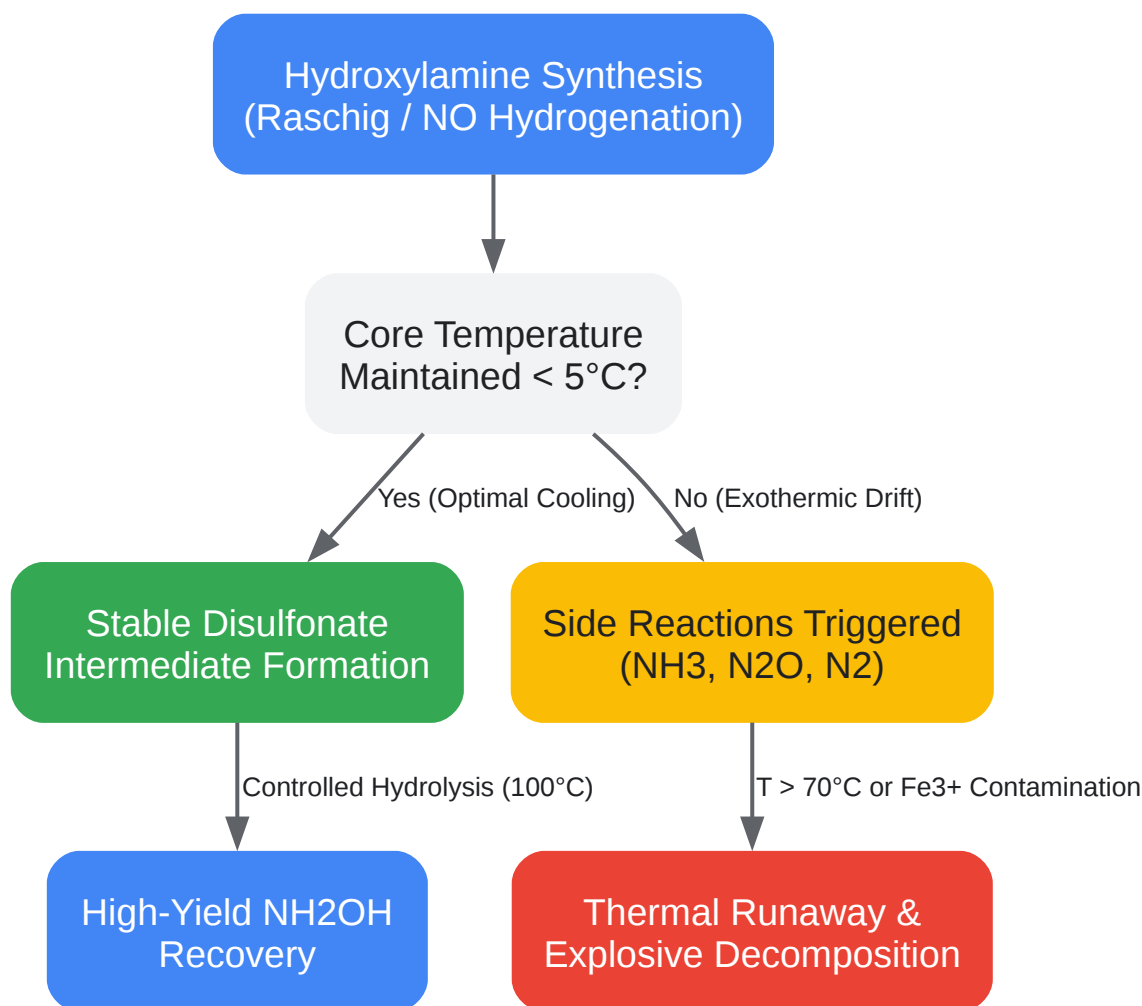 Hydroxylamine Synthesis
(Raschig / NO Hydrogenation)
Core Temperature
Maintained < 5°C?
Yes (Optimal Cooling)
No (Exothermic Drift)
Stable Disulfonate
Intermediate Formation
Side Reactions Triggered
(NH3, N2O, N2)
Controlled Hydrolysis (100°C)
T > 70°C or Fe3+ Contamination
High-Yield NH2OH
Recovery
Thermal Runaway &
Explosive Decomposition